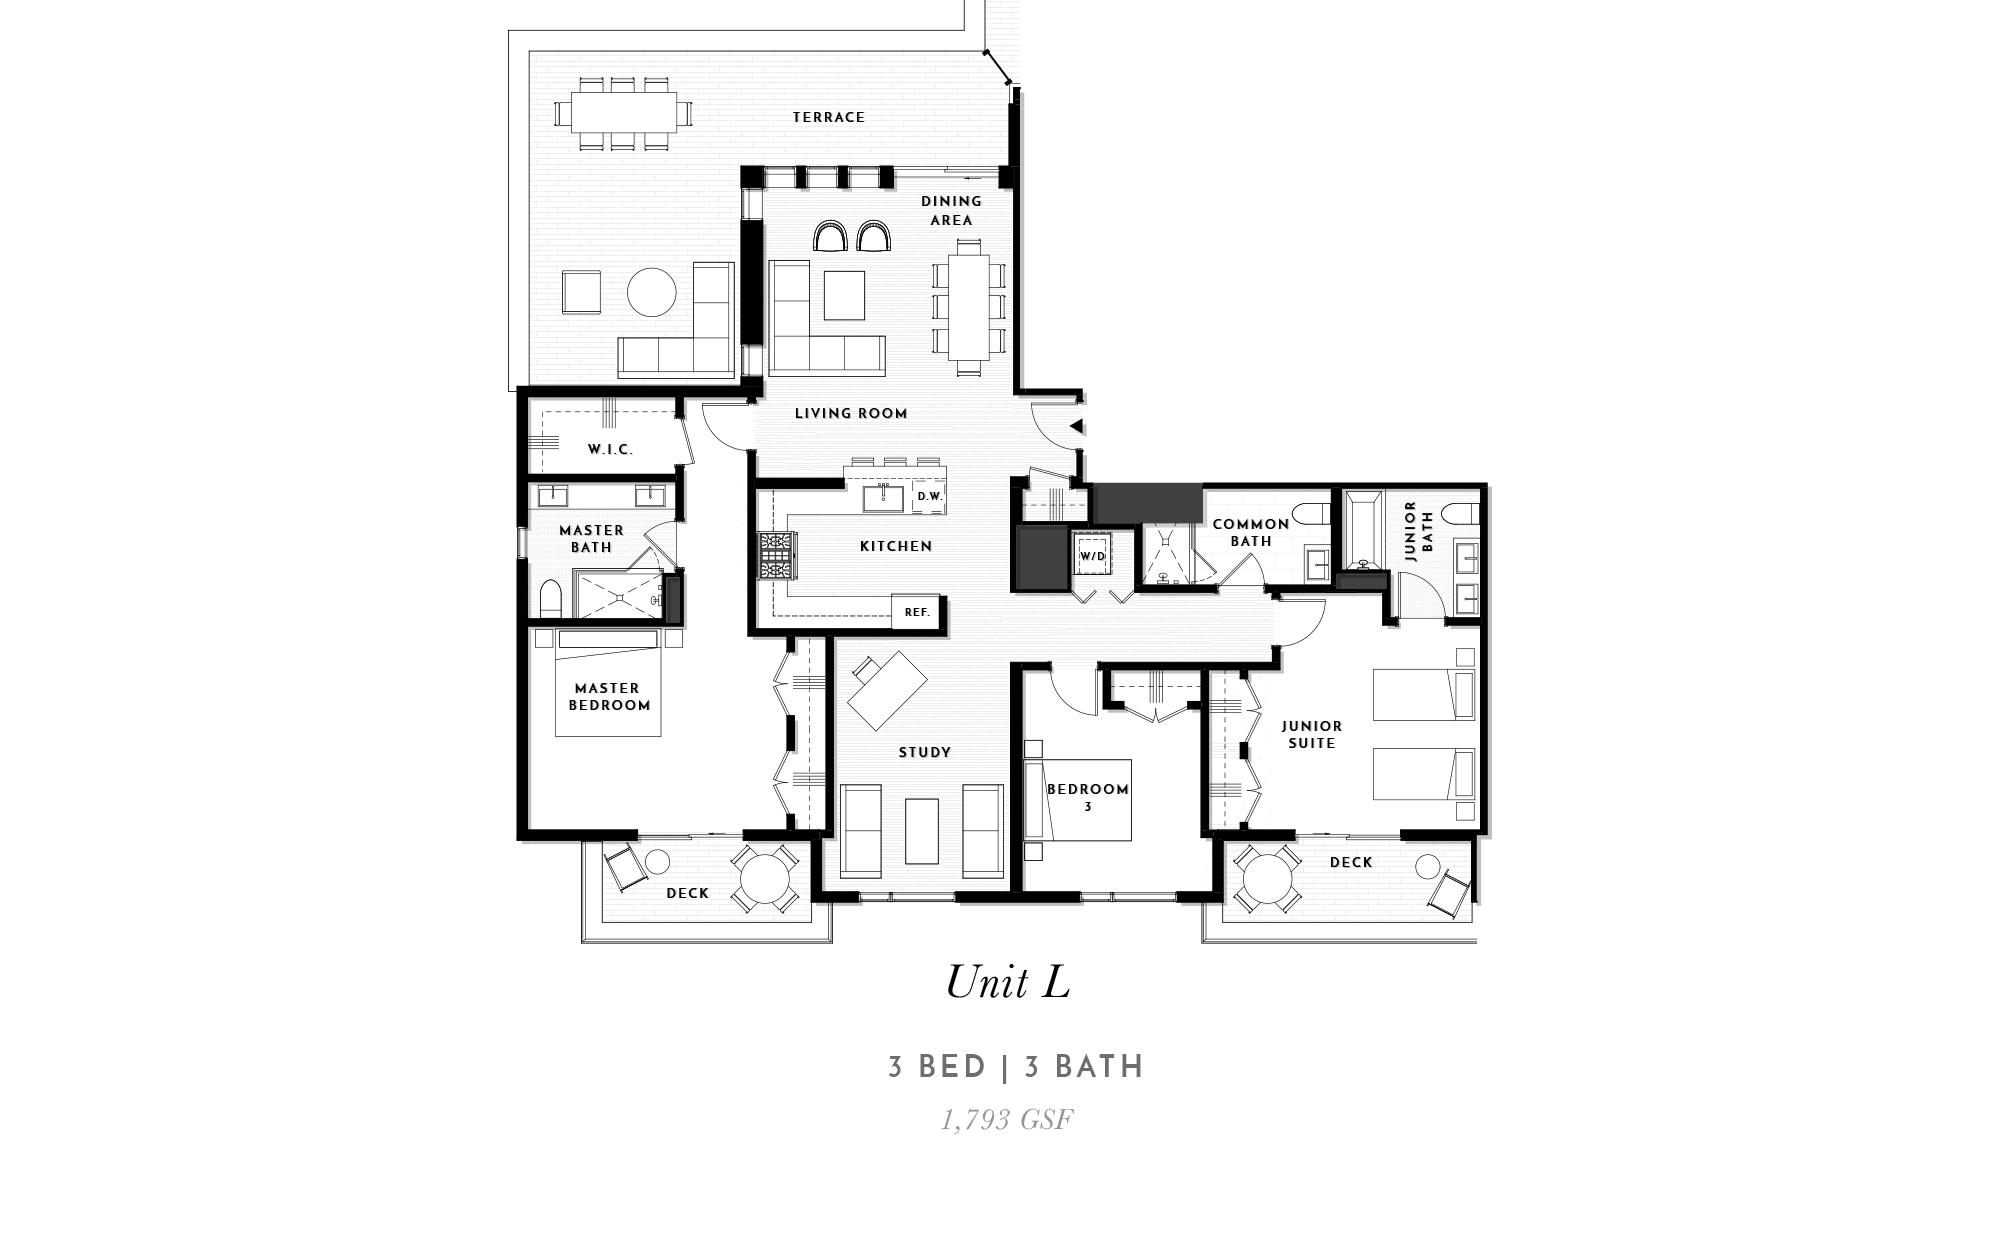 TERRACE
DINING
AREA
LIVING ROOM
W.I.C.
D.W.
MASTER
BATH
KITCHEN
W/D
COMMON
BATH
JUNIOR
BATH
REF.
MASTER
BEDROOM
STUDY
BEDROOM
3
JUNIOR
SUITE
DECK
DECK
Unit L
3 BED | 3 BATH
1,793 GSF